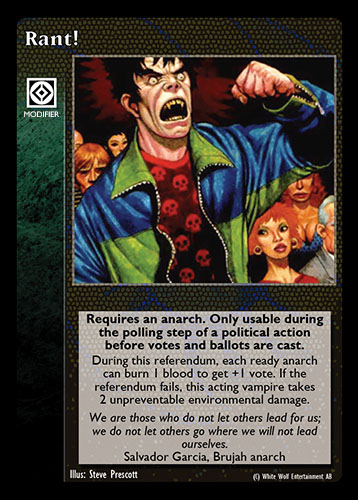 Rant!
MODIFIER
Requires an anarch. Only usable during
the polling step of a political action
before votes and ballots are cast.
During this referendum, each ready anarch
can burn 1 blood to get +1 vote. If the
referendum fails, this acting vampire takes
2 unpreventable environmental damage.
We are those who do not let others lead for us;
we do not let others go where we will not lead
ourselves.
Salvador Garcia, Brujah anarch
Illus: Steve Prescott
(C) White Wolf Entertainment AB